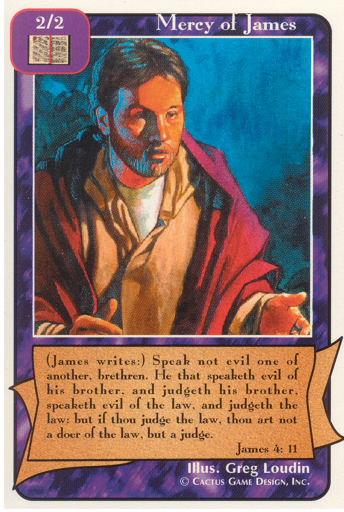 Mercy of James
2/2
(James writes:) Speak not evil one of
another, brethren. He that speaketh evil of
his brother, and judgeth his brother,
speaketh evil of the law, and judgeth the
law: but if thou judge the law, thou art not
a doer of the law, but a judge.
James 4: 11
Illus. Greg Loudin
© CACTUS GAME DESIGN, INC.